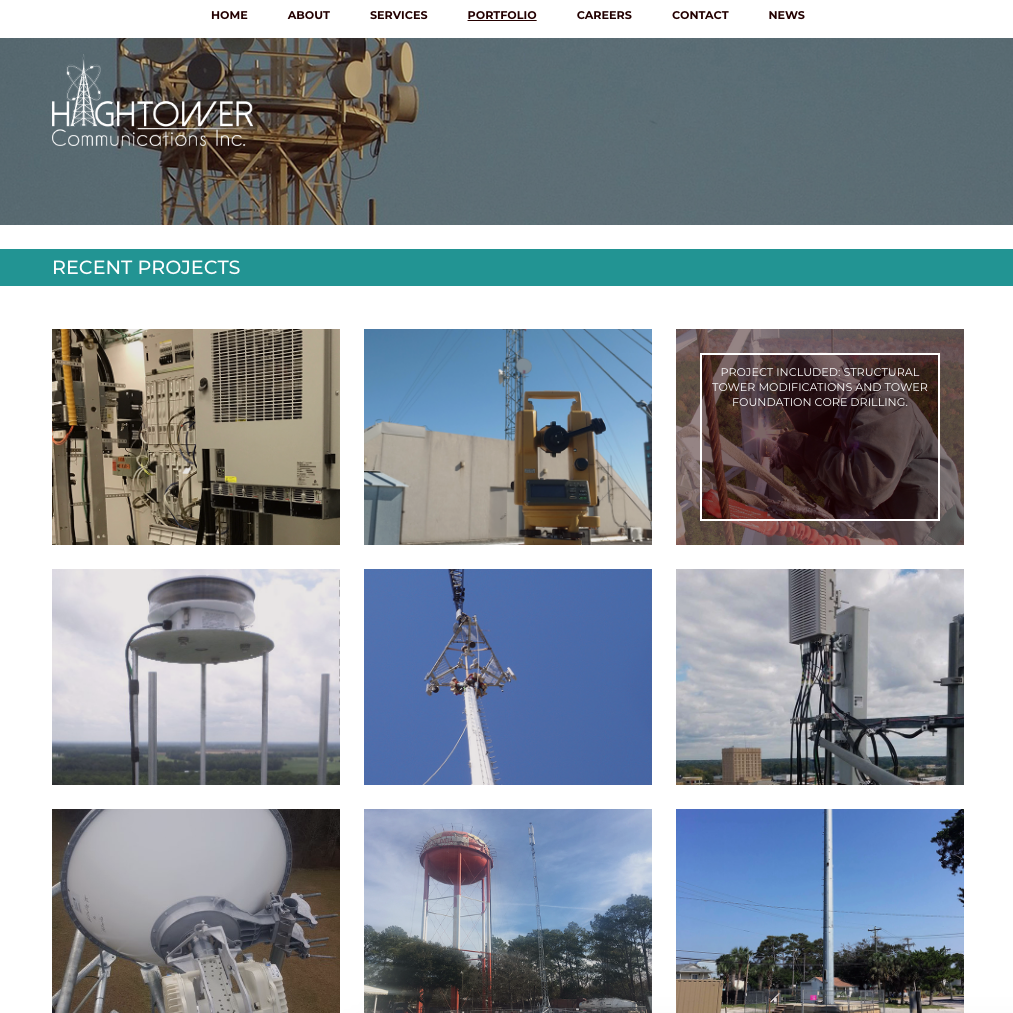 HOME ABOUT SERVICES PORTFOLIO CAREERS CONTACT NEWS
HIGHTOWER
Communications Inc.
RECENT PROJECTS
PROJECT INCLUDED: STRUCTURAL
TOWER MODIFICATIONS AND TOWER
FOUNDATION CORE DRILLING.